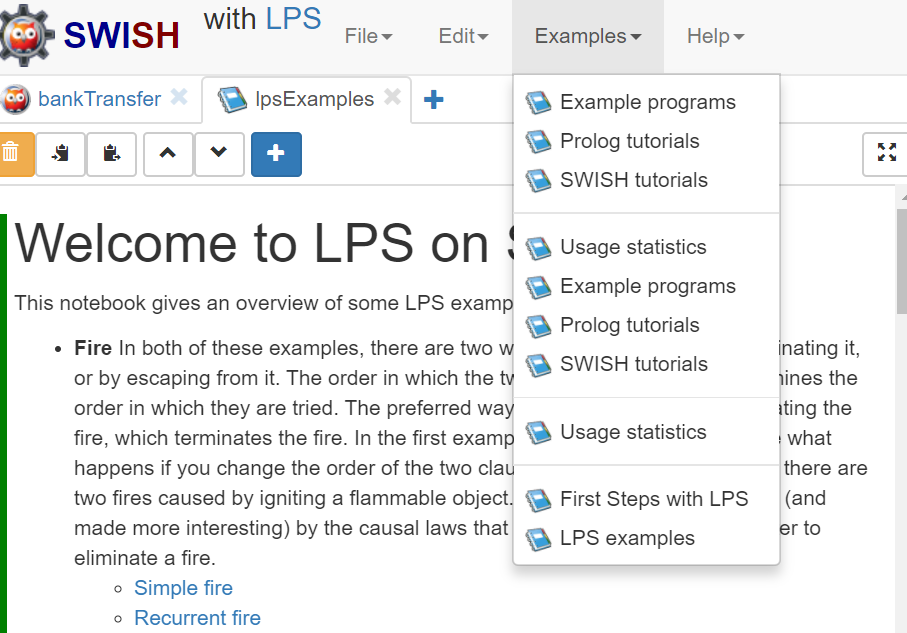 SWISH with LPS File Edit Examples Help
bankTransfer lpsExamples
Example programs
Prolog tutorials
SWISH tutorials
Usage statistics
Example programs
Prolog tutorials
SWISH tutorials
Usage statistics
First Steps with LPS
LPS examples
Welcome to LPS on
This notebook gives an overview of some LPS
Fire In both of these examples, there are two inating it,
or by escaping from it. The order in which the mines the
order in which they are tried. The preferred way ating the
fire, which terminates the fire. In the first what
happens if you change the order of the two there are
two fires caused by igniting a flammable object. (and
made more interesting) by the causal laws that er to
eliminate a fire.
Simple fire
Recurrent fire